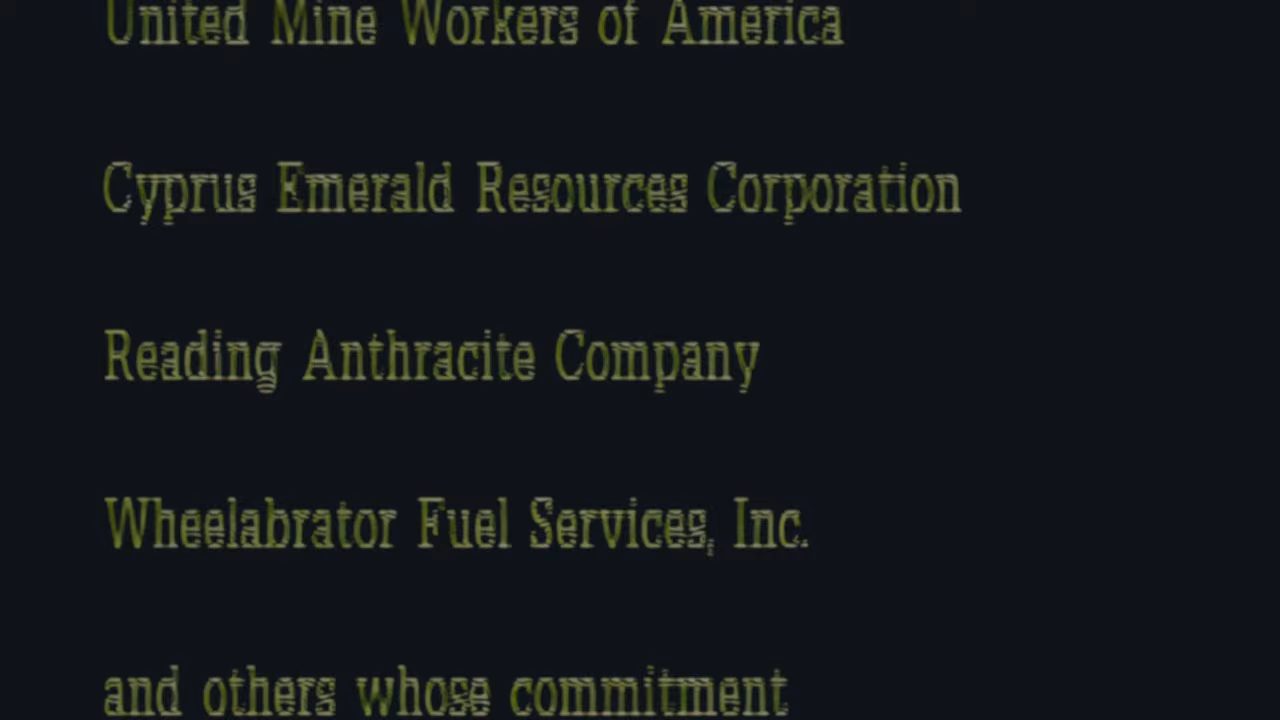 United Mine Workers of America
Cyprus Emerald Resources Corporation
Reading Anthracite Company
Wheelabrator Fuel Services, Inc.
and others whose commitment